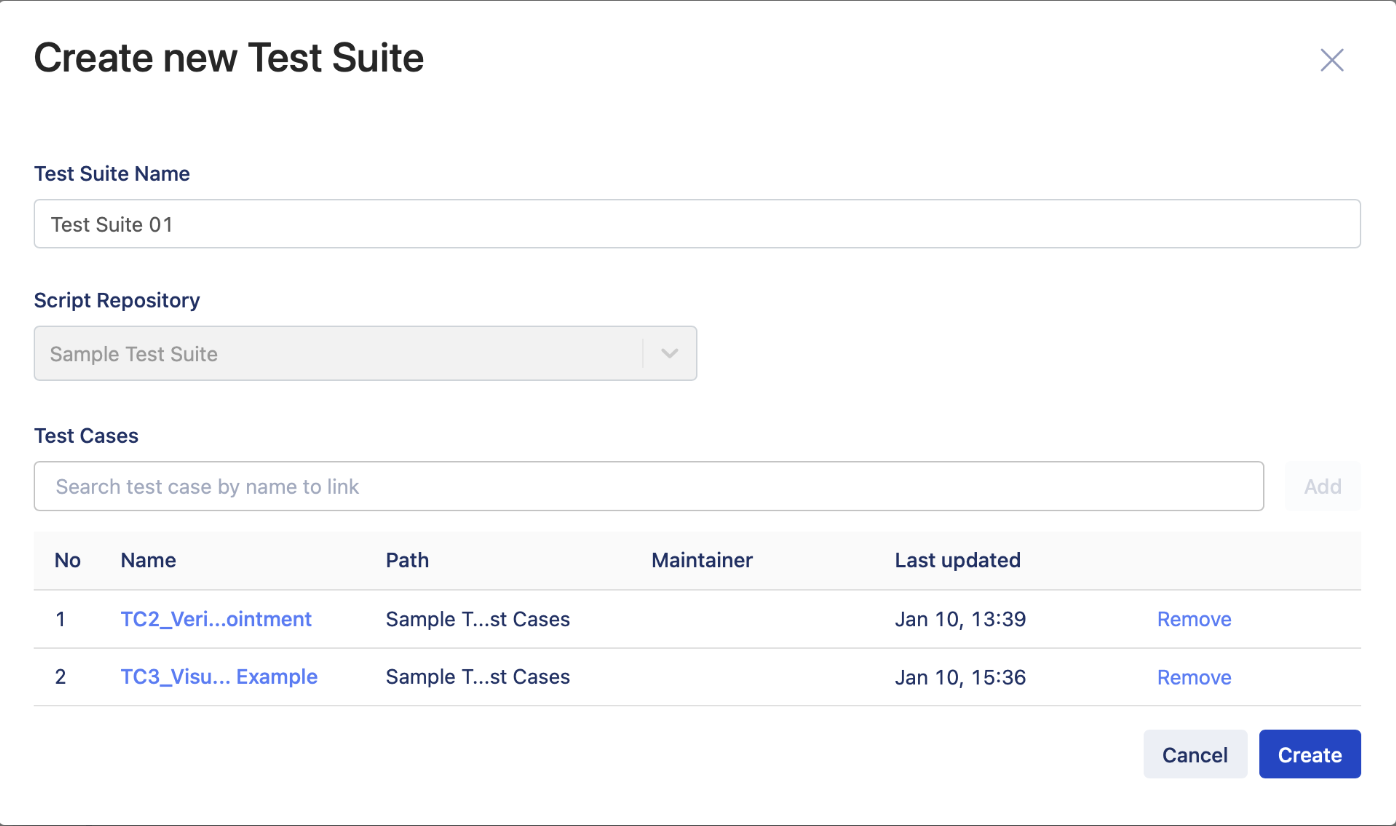 Create new Test Suite
Test Suite Name
Test Suite 01
Script Repository
Sample Test Suite
Test Cases
Search test case by name to link
Add
No Name Path Maintainer Last updated
1 TC2_Veri...ointment Sample T...st Cases Jan 10, 13:39 Remove
2 TC3_Visu... Example Sample T...st Cases Jan 10, 15:36 Remove
Cancel Create